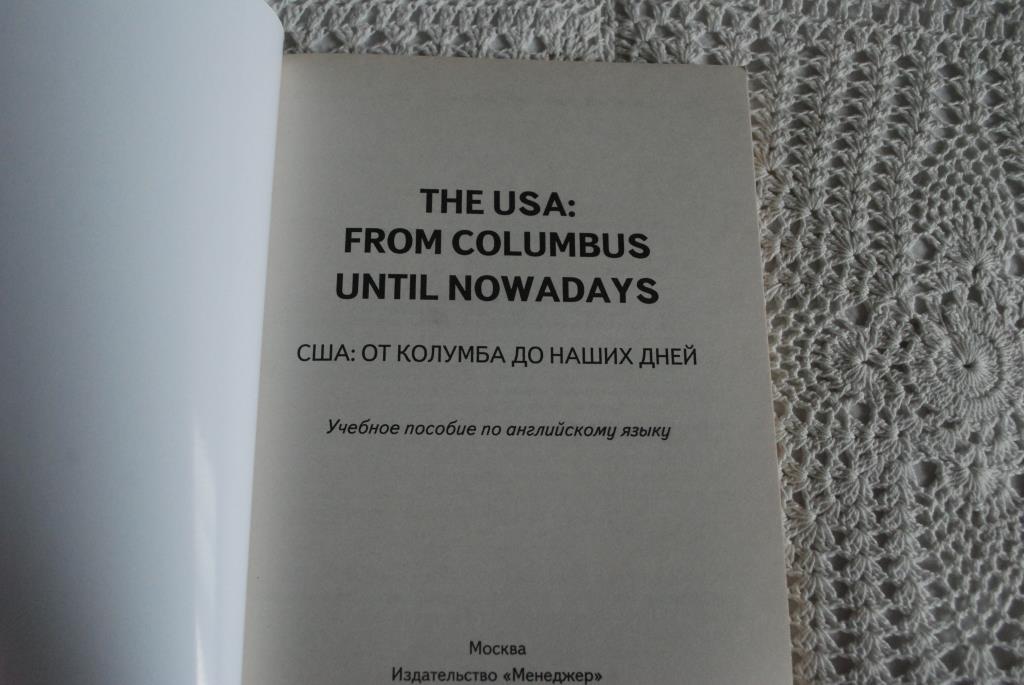 THE USA:
FROM COLUMBUS
UNTIL NOWADAYS
США: ОТ КОЛУМБА ДО НАШИХ ДНЕЙ
Учебное пособие по английскому языку
Москва
Издательство «Менеджер»